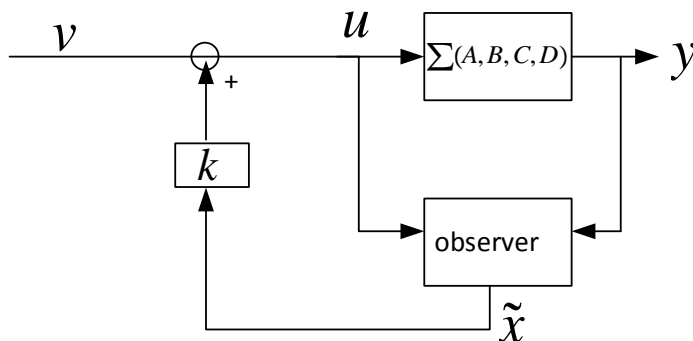 v
u
∑(A,B,C,D)
y
+
k
observer
x̃